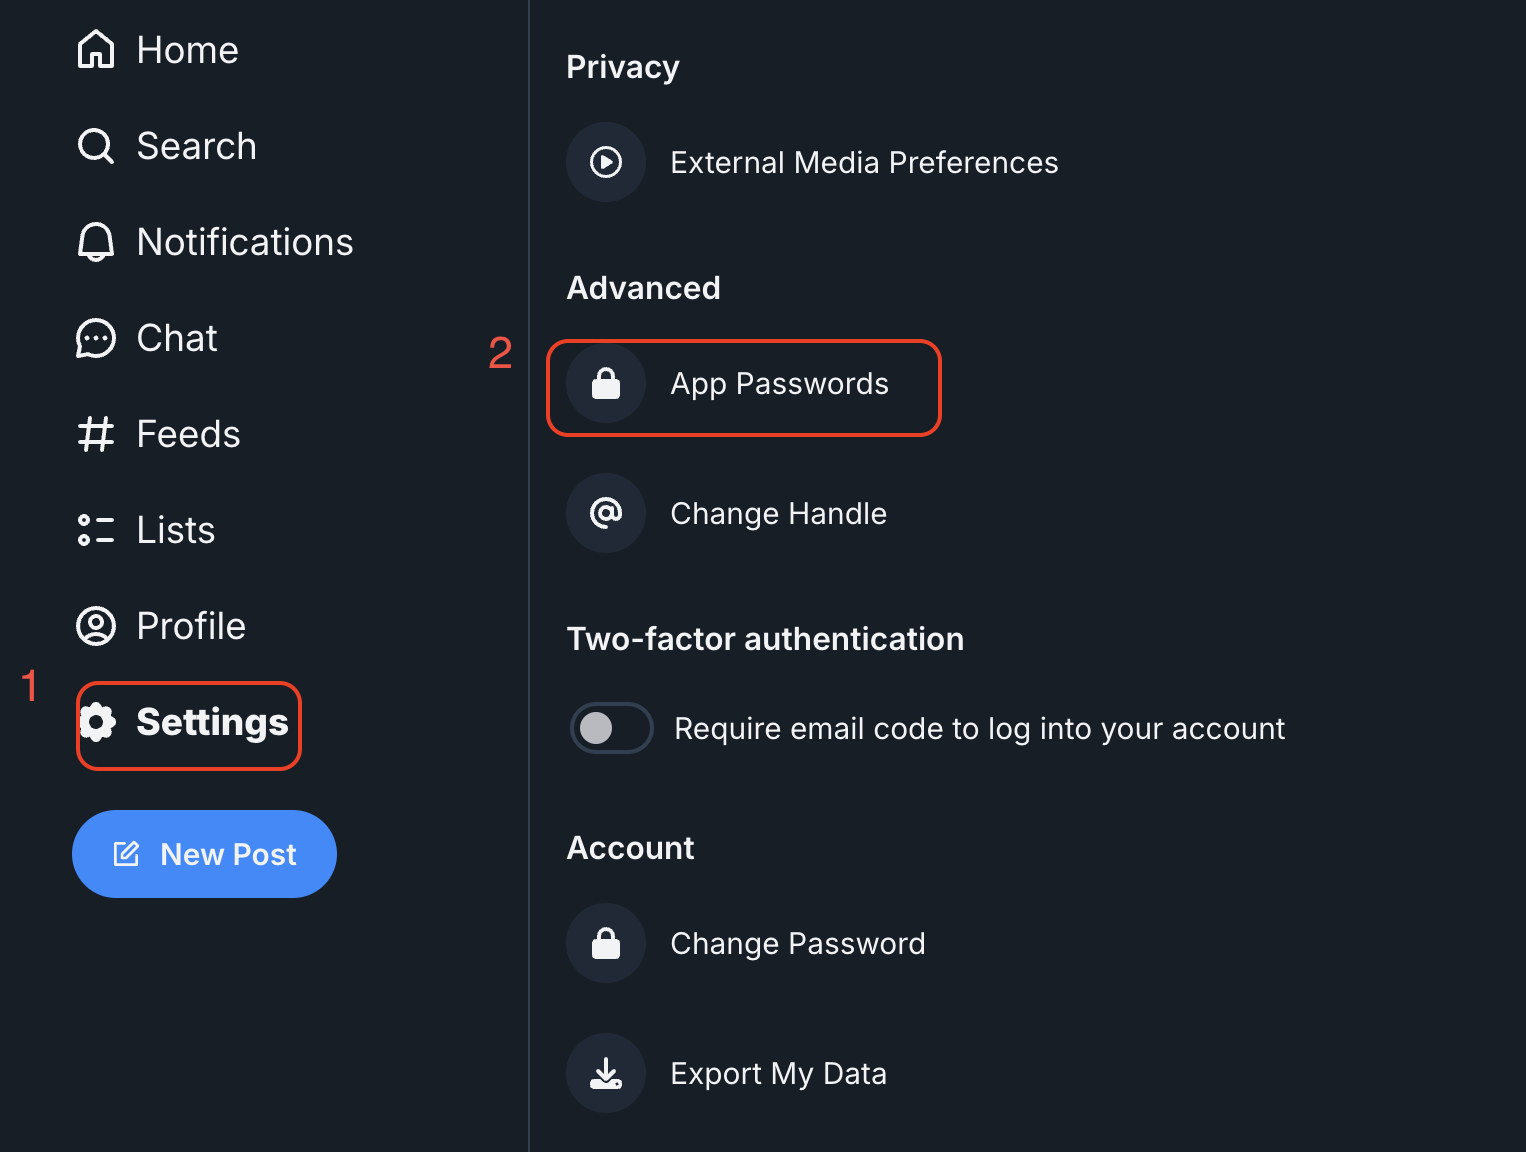 Home
Search
Notifications
Chat
Feeds
Lists
Profile
1
Settings
New Post
Privacy
External Media Preferences
Advanced
2
App Passwords
Change Handle
Two-factor authentication
Require email code to log into your account
Account
Change Password
Export My Data